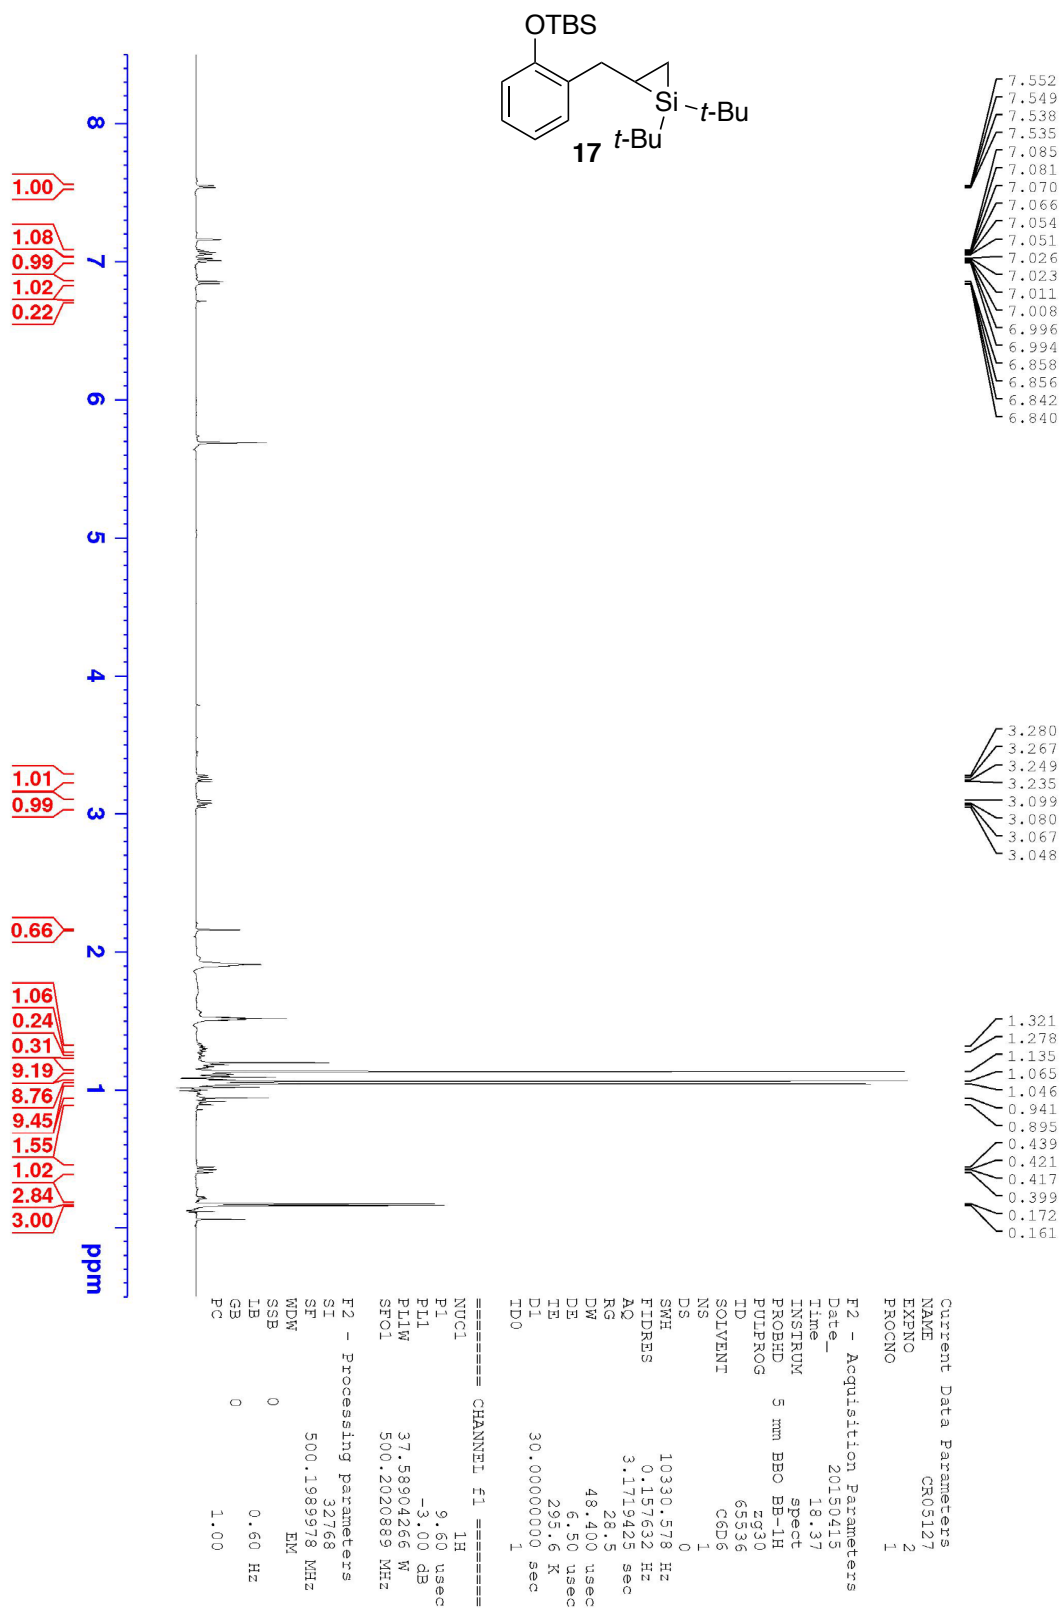 OTBS
Si
t-Bu
t-Bu
17
7.552
7.549
7.538
7.535
7.085
7.081
7.070
7.066
7.054
7.051
7.026
7.023
7.011
7.008
6.996
6.994
6.858
6.856
6.842
6.840
3.280
3.267
3.249
3.235
3.099
3.080
3.067
3.048
1.321
1.278
1.135
1.065
1.046
0.941
0.895
0.439
0.421
0.417
0.399
0.172
0.161
8
7
6
5
4
3
2
1
ppm
1.00
1.08
0.99
1.02
0.22
1.01
0.99
0.66
1.06
0.24
0.31
9.19
8.76
9.45
1.55
1.02
2.84
3.00
Current Data Parameters
NAME CR05127
EXPNO 2
PROCNO 1
F2 - Acquisition Parameters
Date_ 20150415
Time 18.37
INSTRUM spect
PROBHD 5 mm BBO BB-1H
PULPROG zg30
TD 65536
SOLVENT C6D6
NS 1
DS 0
SWH 10330.578 Hz
FIDRES 0.157632 Hz
AQ 3.1719425 sec
RG 28.5
DW 48.400 usec
DE 6.50 usec
TE 295.6 K
D1 30.00000000 sec
TD0 1
======== CHANNEL f1 ========
NUC1 1H
P1 9.60 usec
PL1 -3.00 dB
PL1W 37.58904266 W
SFO1 500.2020889 MHz
F2 - Processing parameters
SI 32768
SF 500.1989978 MHz
WDW EM
SSB 0
LB 0.60 Hz
GB 0
PC 1.00